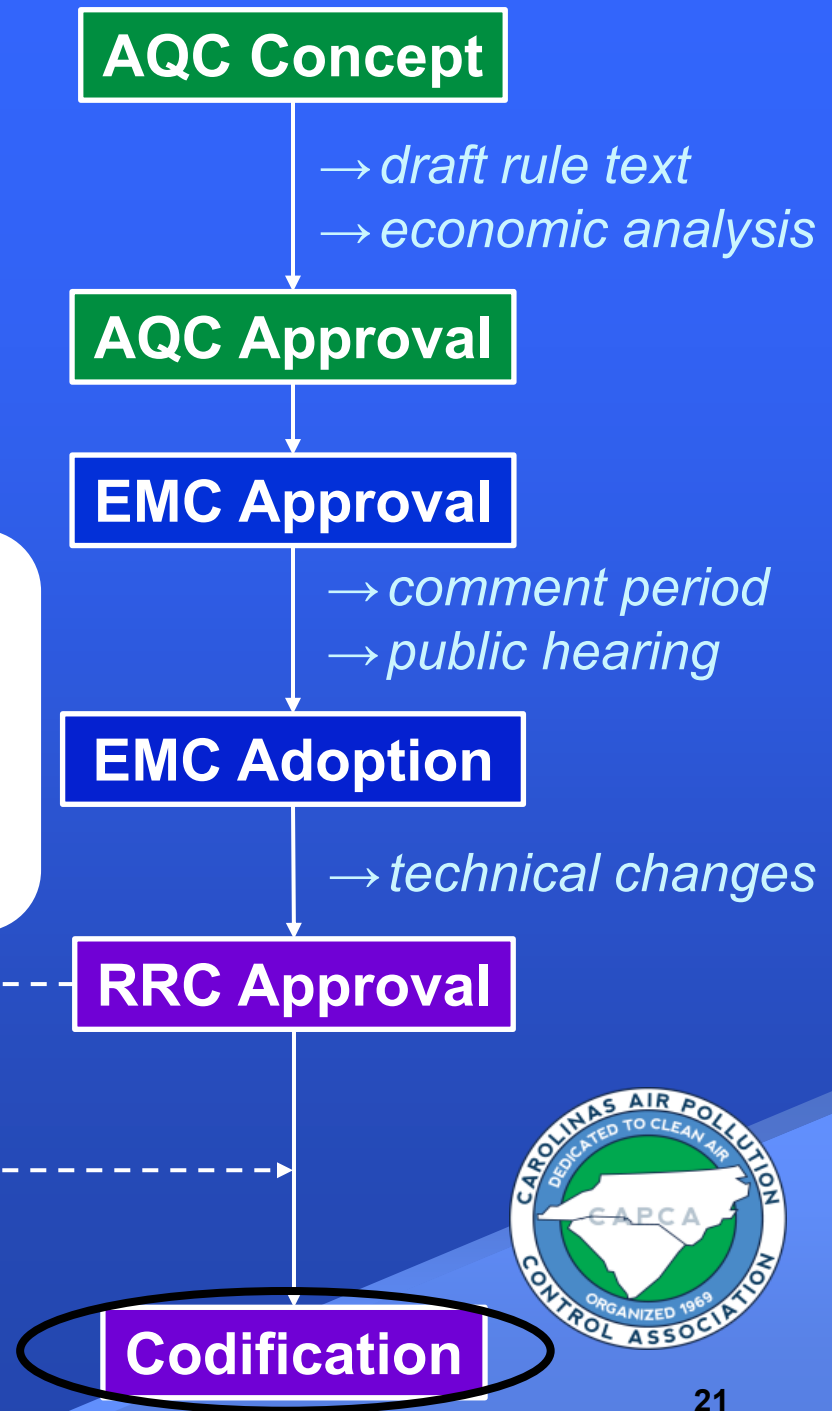 AQC Concept
→ draft rule text
→ economic analysis
AQC Approval
EMC Approval
→ comment period
→ public hearing
EMC Adoption
→ technical changes
RRC Approval
CAROLINAS AIR POLLUTION
DEDICATED TO CLEAN AIR
CAPCA
ORGANIZED 1969
CONTROL ASSOCIATION
Codification
21